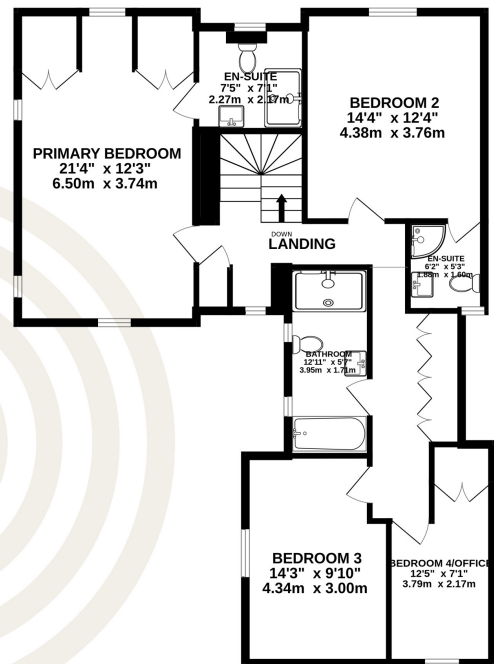 EN-SUITE
7'5" x 7'1"
2.27m x 2.17m
BEDROOM 2
14'4" x 12'4"
4.38m x 3.76m
PRIMARY BEDROOM
21'4" x 12'3"
6.50m x 3.74m
DOWN
LANDING
EN-SUITE
6'2" x 5'3"
1.88m x 1.60m
BATHROOM
12'11" x 5'7"
3.95m x 1.71m
BEDROOM 3
14'3" x 9'10"
4.34m x 3.00m
BEDROOM 4/OFFICE
12'5" x 7'1"
3.79m x 2.17m